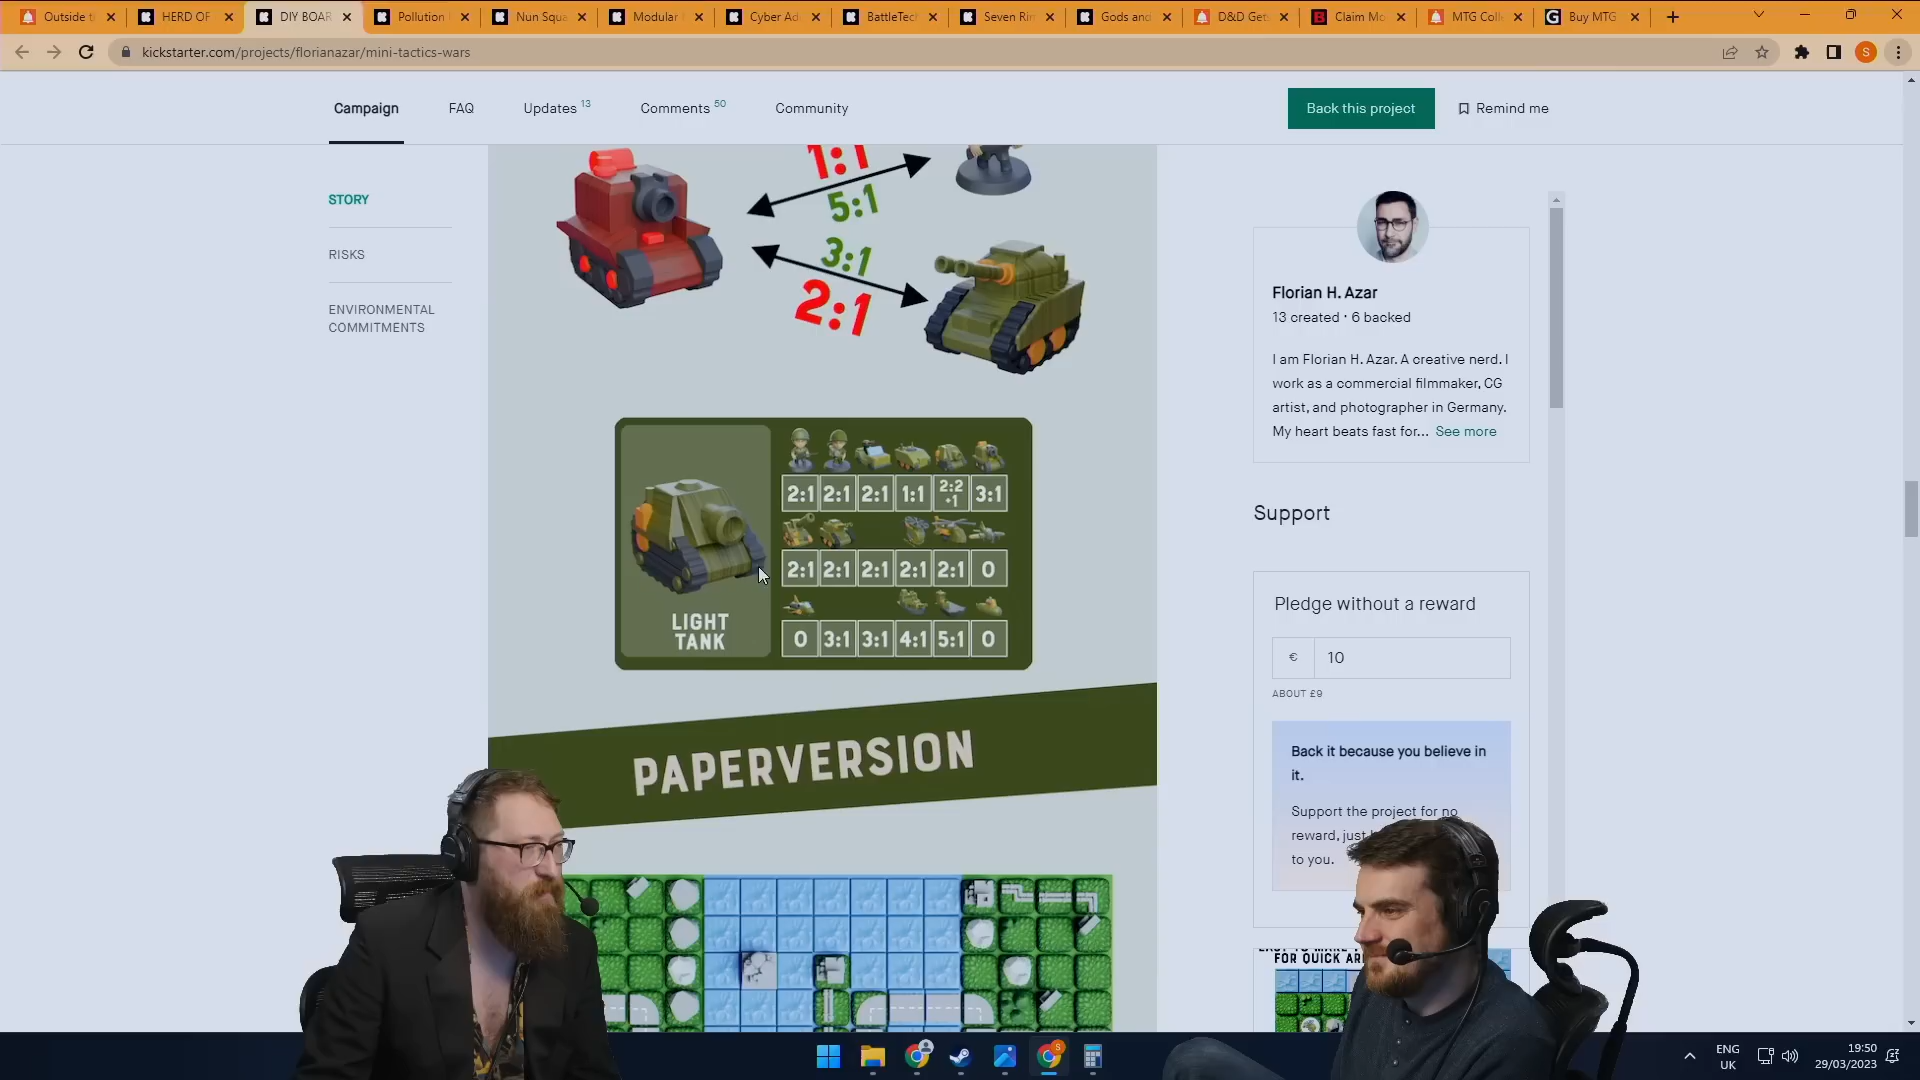 Outside t
HERD OF
DIY BOAR
Pollution
Nun Squa
Modular
Cyber Ad
BattleTec
Seven Ri
Gods and
D&D Get
Claim Mo
MTG Coll
Buy MTG
kickstarter.com/projects/florianazar/mini-tactics-wars
S
Campaign
FAQ
Updates 13
Comments 50
Community
Back this project
Remind me
STORY
RISKS
ENVIRONMENTAL
COMMITMENTS
1:1
5:1
3:1
2:1
LIGHT
TANK
2:1 2:1 2:1 1:1 2:2 +1 3:1
2:1 2:1 2:1 2:1 2:1 0
0 3:1 3:1 4:1 5:1 0
PAPERVERSION
Florian H. Azar
13 created · 6 backed
I am Florian H. Azar. A creative nerd. I
work as a commercial filmmaker, CG
artist, and photographer in Germany.
My heart beats fast for... See more
Support
Pledge without a reward
€ 10
ABOUT £9
Back it because you believe in
it.
Support the project for no
reward, just
to you.
FOR QUICK AR
ENG
UK
19:50
29/03/2023